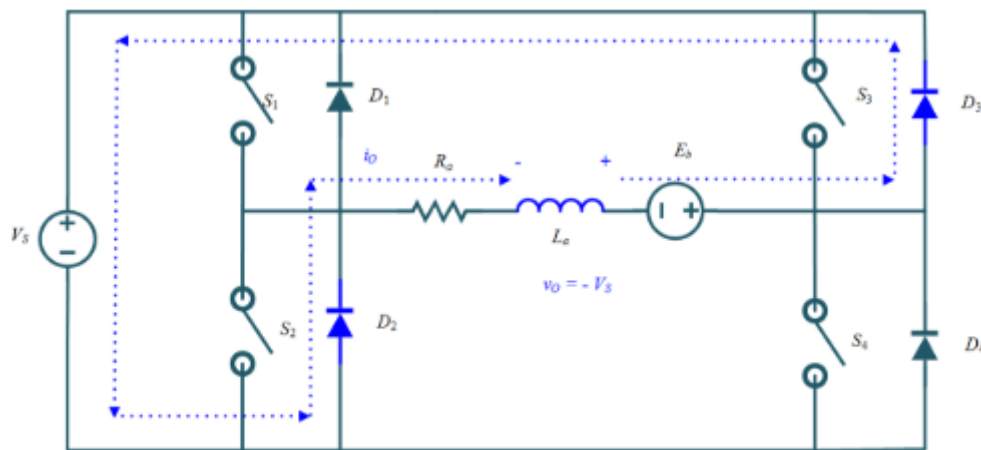 S1
D1
S3
D3
iO
Ra
-
+
Eb
+
-
VS
-
+
La
vO = - VS
S2
D2
S4